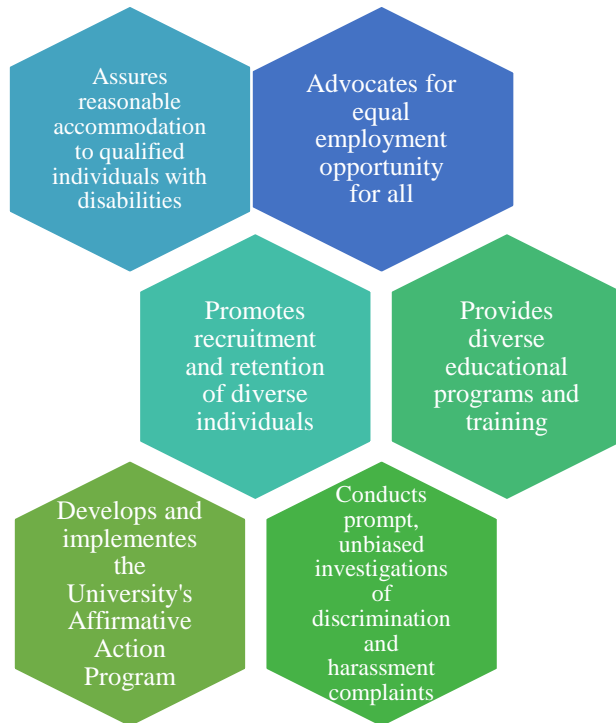 Assures
reasonable
accommodation
to qualified
individuals with
disabilities
Advocates for
equal
employment
opportunity
for all
Promotes
recruitment
and retention
of diverse
individuals
Provides
diverse
educational
programs and
training
Develops and
implementes
the
University's
Affirmative
Action
Program
Conducts
prompt,
unbiased
investigations
of
discrimination
and
harassment
complaints